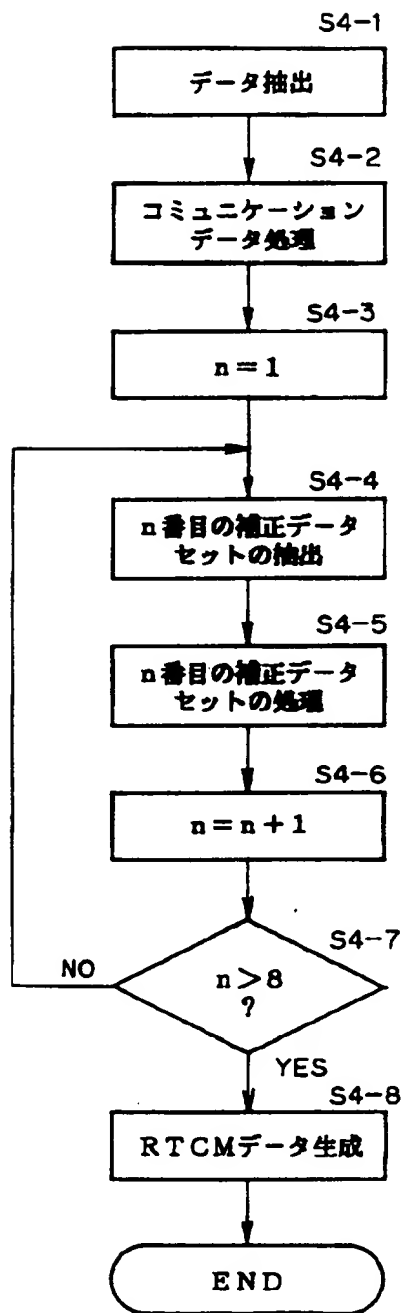 S4-1
データ抽出
S4-2
コミュニケーション
データ処理
S4-3
n=1
S4-4
n番目の補正データ
セットの抽出
S4-5
n番目の補正データ
セットの処理
S4-6
n=n+1
S4-7
NO
n>8
?
YES
S4-8
RTCMデータ生成
END